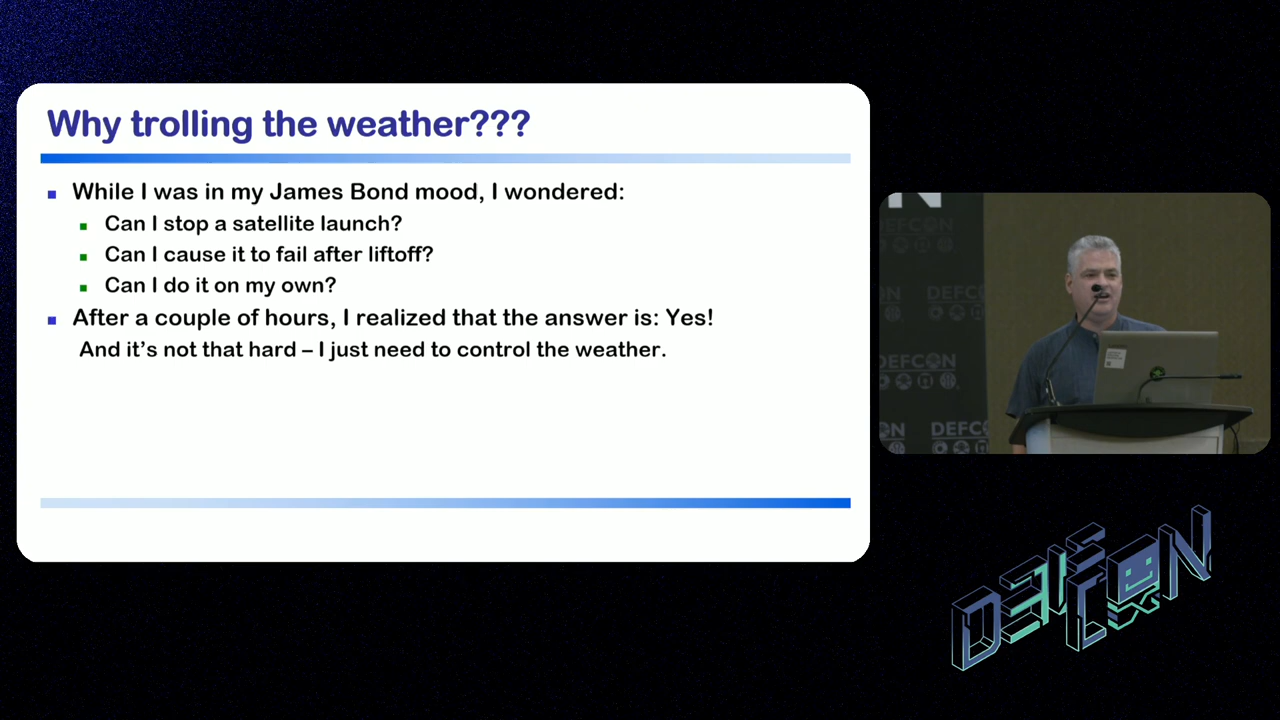 Why trolling the weather???
While I was in my James Bond mood, I wondered:
Can I stop a satellite launch?
Can I cause it to fail after liftoff?
Can I do it on my own?
After a couple of hours, I realized that the answer is: Yes!
And it's not that hard – I just need to control the weather.
N
DEFCON
DEFCON
DEFCON
DEFCON